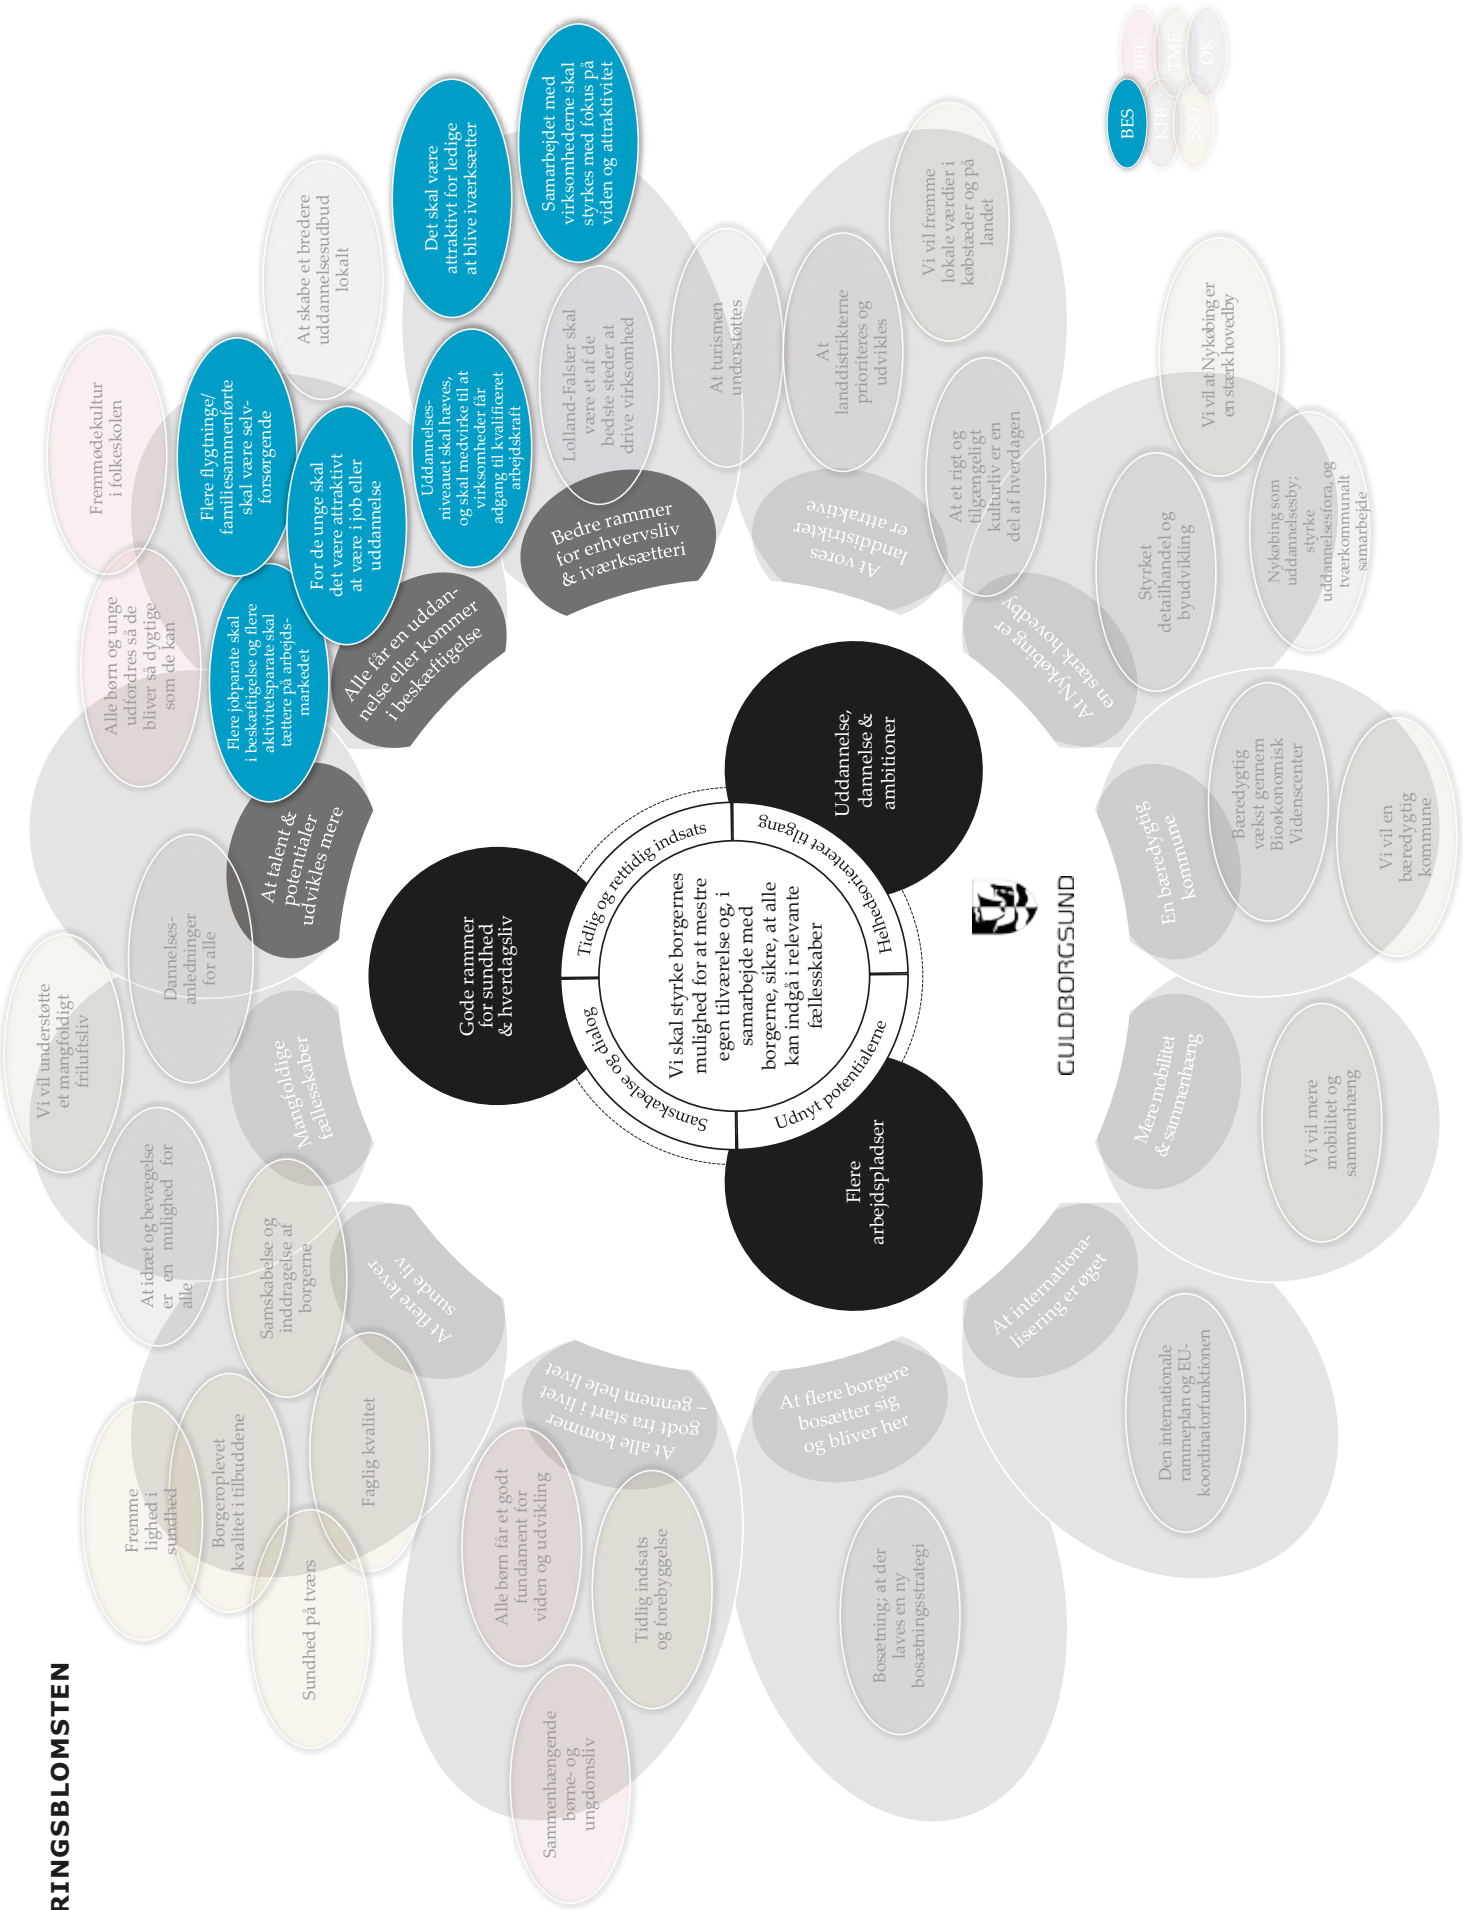 RINGSBLOMSTEN
Vi vil understøtte
et mangfoldigt
friluftsliv
Fremmødekultur
i folkeskolen
Alle børn og unge
udfordres så de
bliver så dygtige
som de kan
Flere flygtninge/
familiesammenførte
skal være selv-
forsørgende
At skabe et bredere
uddannelsesudbud
lokalt
Flere jobparate skal
i beskæftigelse og flere
aktivitetsparate skal
tættere på arbejds-
markedet
For de unge skal
det være attraktivt
at være i job eller
uddannelse
Det skal være
attraktivt for ledige
at blive iværksætter
Samarbejdet med
virksomhederne skal
styrkes med fokus på
viden og attraktivitet
Uddannelses-
niveauet skal hæves,
og skal medvirke til at
virksomheder får
adgang til kvalificeret
arbejdskraft
Lolland-Falster skal
være et af de
bedste steder at
drive virksomhed
At turismen
understøttes
Dannelses-
anledninger
for alle
At idræt og bevægelse
er en mulighed for
alle
Samskabelse og
inddragelse af
borgerne
Fremme
lighed i
sundhed
Borgeroplevet
kvalitet i tilbuddene
Sundhed på tværs
Faglig kvalitet
At talent &
potentialer
udvikles mere
Alle får en uddan-
nelse eller kommer
i beskæftigelse
Bedre rammer
for erhvervsliv
& iværksætteri
Mangfoldige
fællesskaber
At flere lever
sunde liv
At alle kommer
godt fra start i livet
– gennem hele livet
Alle børn får et godt
fundament for
viden og udvikling
Tidlig indsats
og forebyggelse
Sammenhængende
børne- og
ungdomsliv
Gode rammer
for sundhed
& hverdagsliv
Tidlig og rettidig indsats
Helhedsorienteret tilgang
Samskabelse og dialog
Udnyt potentialerne
Vi skal styrke borgernes
mulighed for at mestre
egen tilværelse og, i
samarbejde med
borgerne, sikre, at alle
kan indgå i relevante
fællesskaber
Uddannelse,
dannelse &
ambitioner
Flere
arbejdspladser
At
landdistrikterne
prioriteres og
udvikles
Vi vil fremme
lokale værdier i
købstæder og på
landet
At et rigt og
tilgængeligt
kulturliv er en
del af hverdagen
At vores
landdistrikter
er attraktive
At Nykøbing er
en stærk hovedby
Styrket
detailhandel og
byudvikling
Vi vil at Nykøbing er
en stærk hovedby
Nykøbing som
uddannelsesby;
styrke
uddannelsesfora, og
tværkommunalt
samarbejde
En bæredygtig
kommune
Bæredygtig
vækst gennem
Bioøkonomisk
Videnscenter
Vi vil en
bæredygtig
kommune
Mere mobilitet
& sammenhæng
Vi vil mere
mobilitet og
sammenhæng
At internationa-
lisering er øget
Den internationale
rammeplan og EU-
koordinatorfunktionen
At flere borgere
bosætter sig
og bliver her
Bosætning; at der
laves en ny
bosætningsstrategi
GULDBORGSUND
BES
BFU
KFB
TME
SSO
ØK